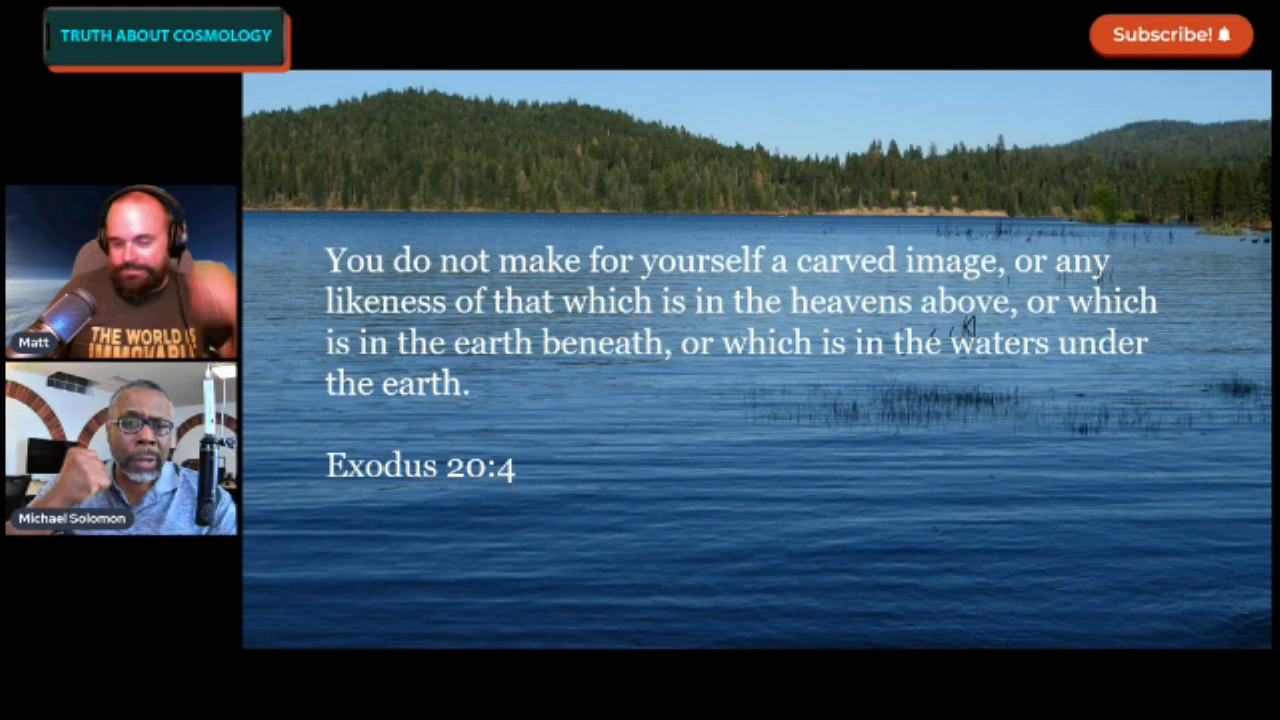 TRUTH ABOUT COSMOLOGY
Subscribe!
You do not make for yourself a carved image, or any
likeness of that which is in the heavens above, or which
is in the earth beneath, or which is in the waters under
the earth.
Exodus 20:4
THE WORLD IS
IMMOVABLE
Matt
Michael Solomon